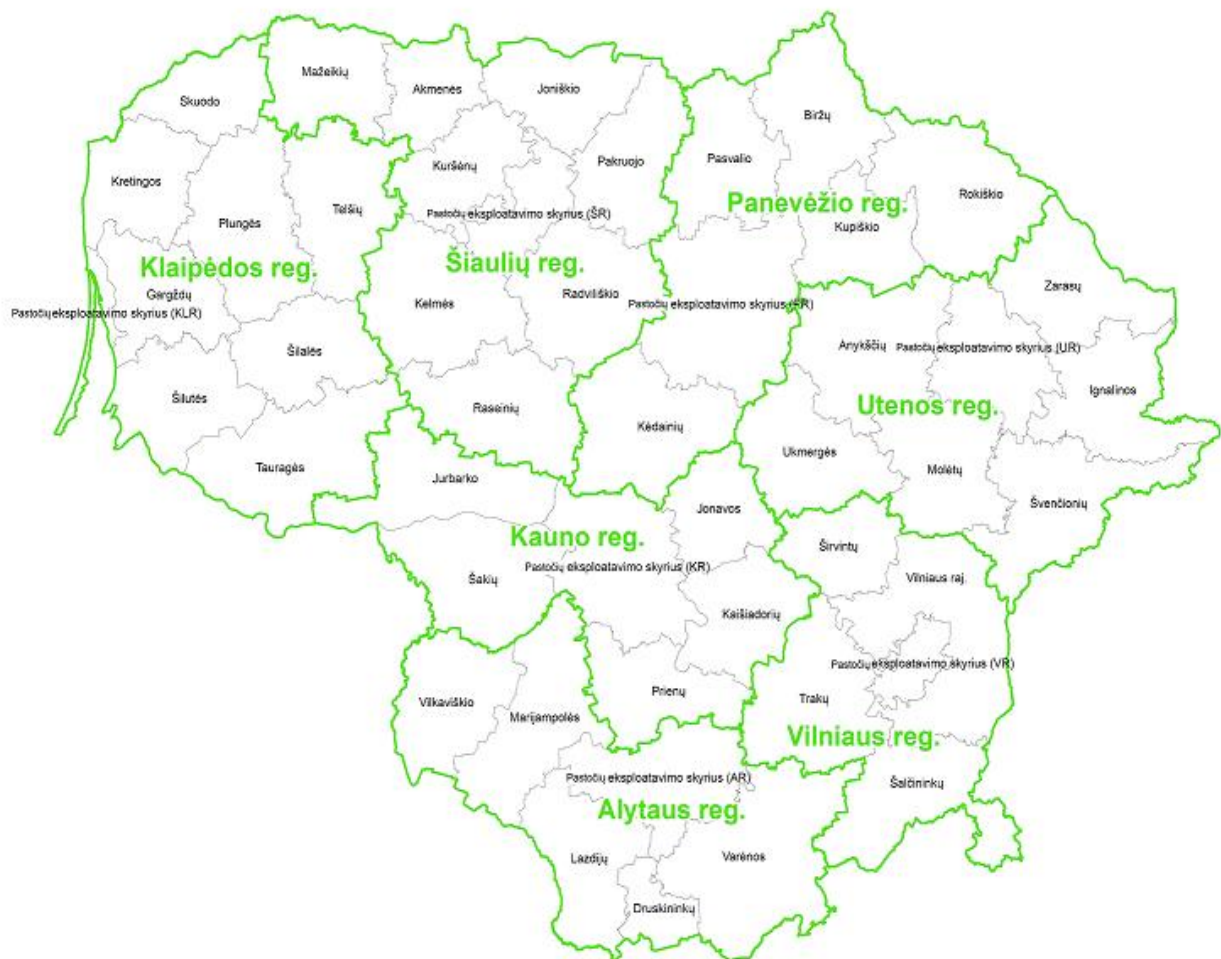 Mažeikių
Akmenės
Joniškio
Skuodo
Biržų
Kretingos
Kuršėnų
Pakruojo
Pasvalio
Telšių
Plungės
Pastočių eksploatavimo skyrius (ŠR)
Panevėžio reg.
Rokiškio
Kupiškio
Klaipėdos reg.
Šiaulių reg.
Gargždų
Pastočių eksploatavimo skyrius (KLR)
Kelmės
Radviliškio
Pastočių eksploatavimo skyrius (PR)
Zarasų
Anykščių
Pastočių eksploatavimo skyrius (UR)
Šilalės
Ignalinos
Šilutės
Raseinių
Utenos reg.
Kėdainių
Ukmergės
Tauragės
Molėtų
Jurbarko
Švenčionių
Jonavos
Kauno reg.
Širvintų
Šakių
Pastočių eksploatavimo skyrius (KR)
Vilniaus raj.
Kaišiadorių
Pastočių eksploatavimo skyrius (VR)
Prienų
Trakų
Vilkaviškio
Marijampolės
Vilniaus reg.
Pastočių eksploatavimo skyrius (AR)
Šalčininkų
Alytaus reg.
Lazdijų
Varėnos
Druskininkų